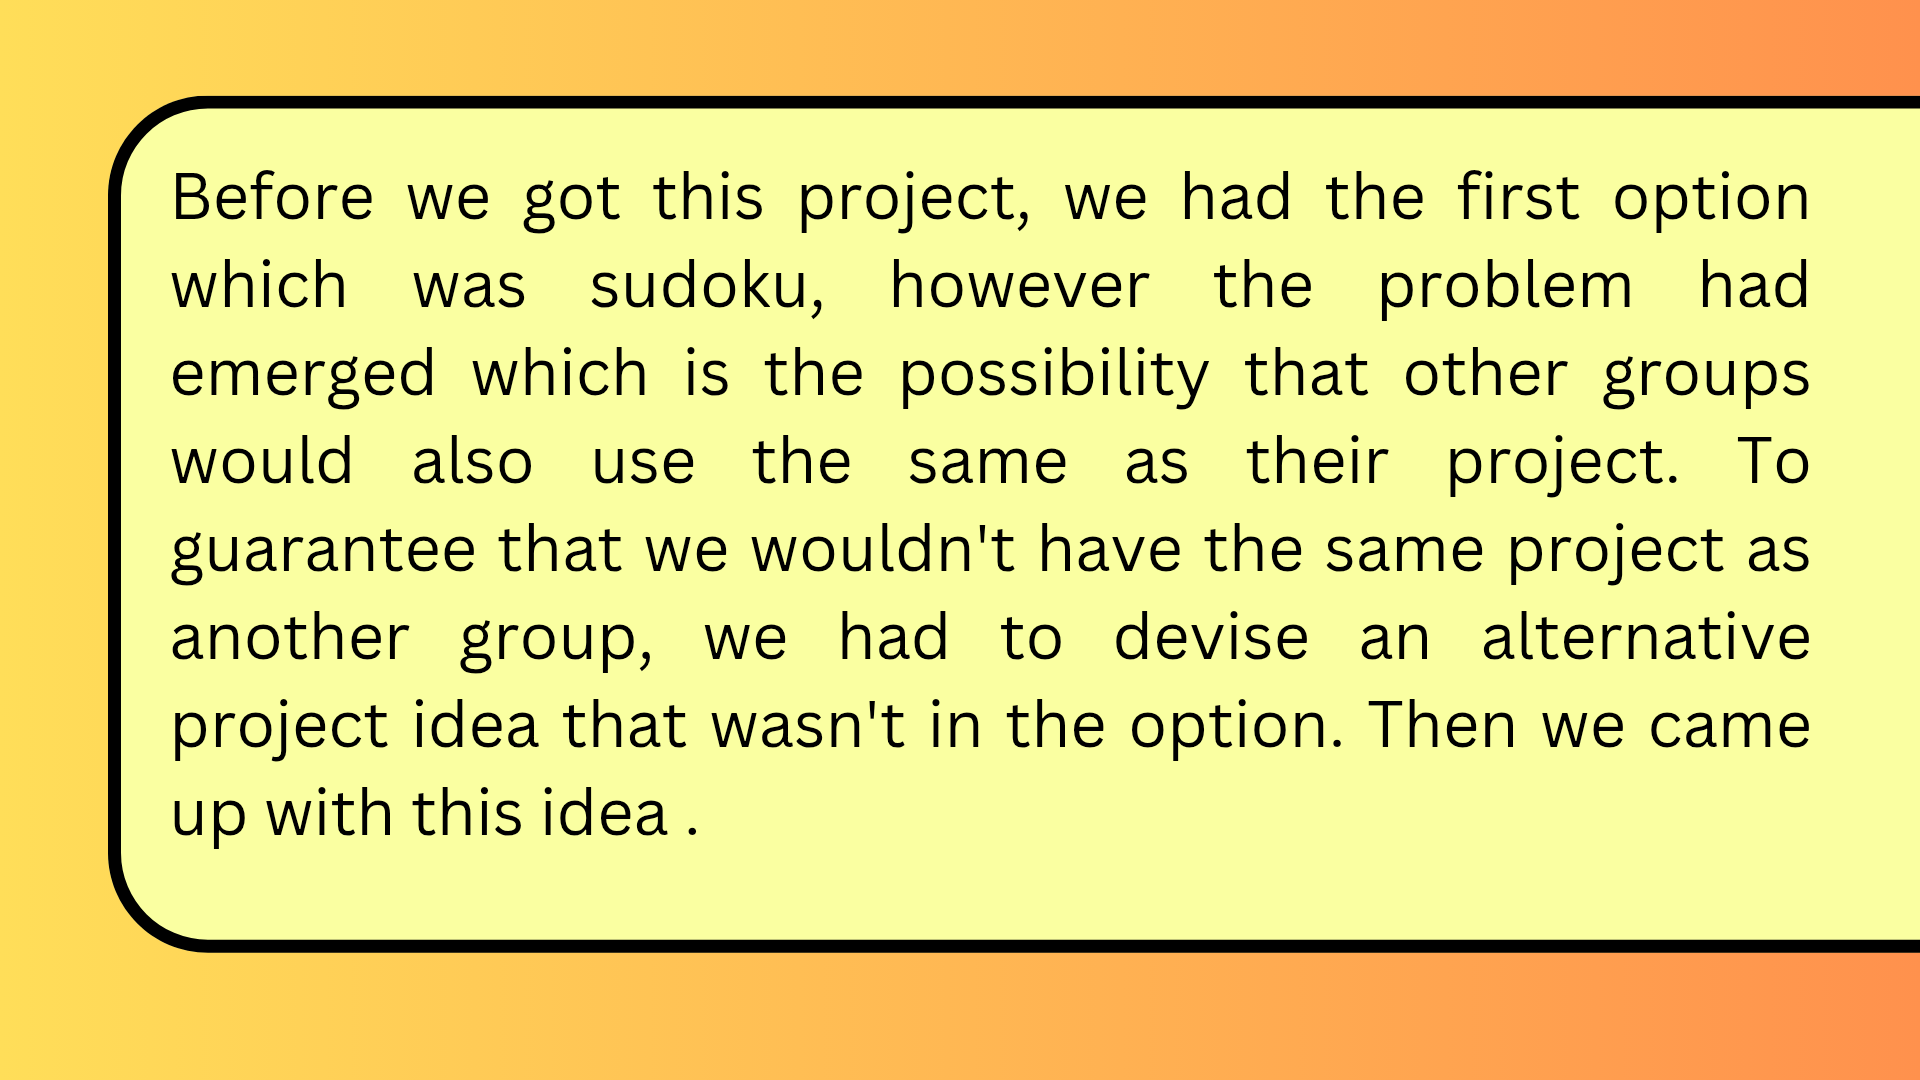 Before we got this project, we had the first option
which was sudoku, however the problem had
emerged which is the possibility that other groups
would also use the same as their project. To
guarantee that we wouldn't have the same project as
another group, we had to devise an alternative
project idea that wasn't in the option. Then we came
up with this idea .